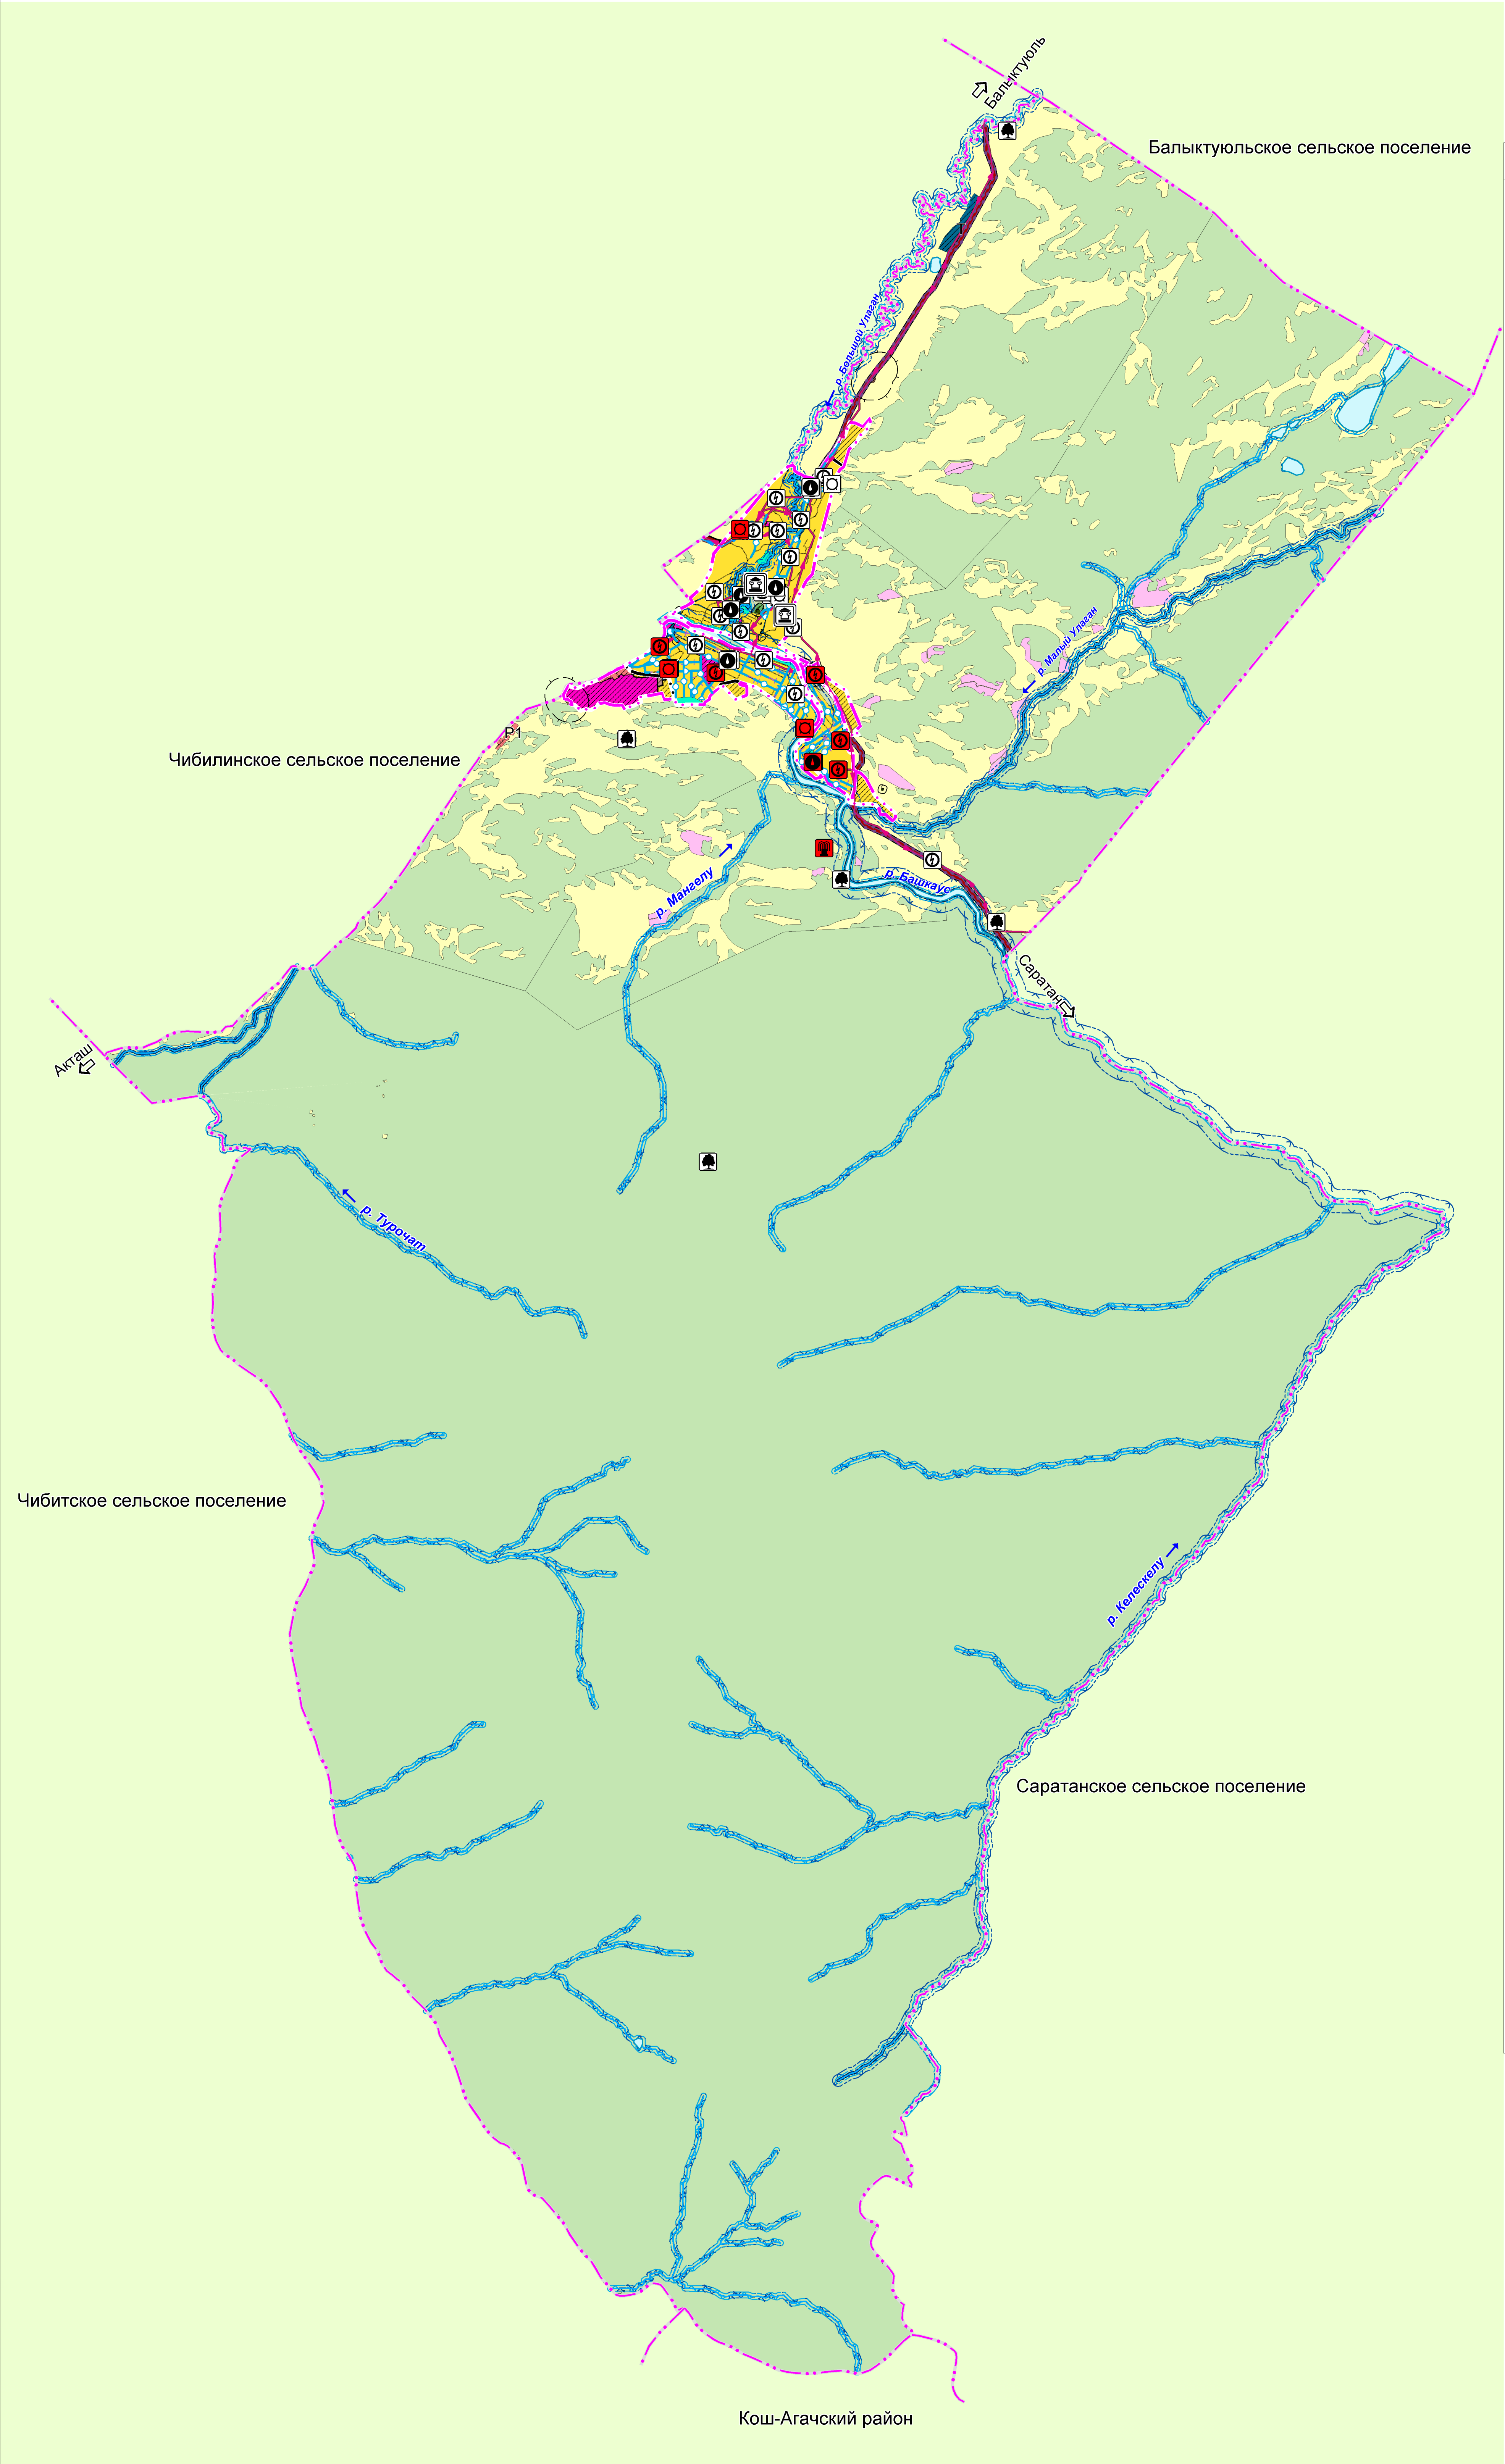 Балыктуюль
Балыктуюльское сельское поселение
Т
р. Большой Улаган
р. Малый Улаган
Р1
Чибилинское сельское поселение
р. Мангелу
р. Башкаус
Саратан
Акташ
р. Турочат
Чибитское сельское поселение
р. Келескелу
Саратанское сельское поселение
Кош-Агачский район